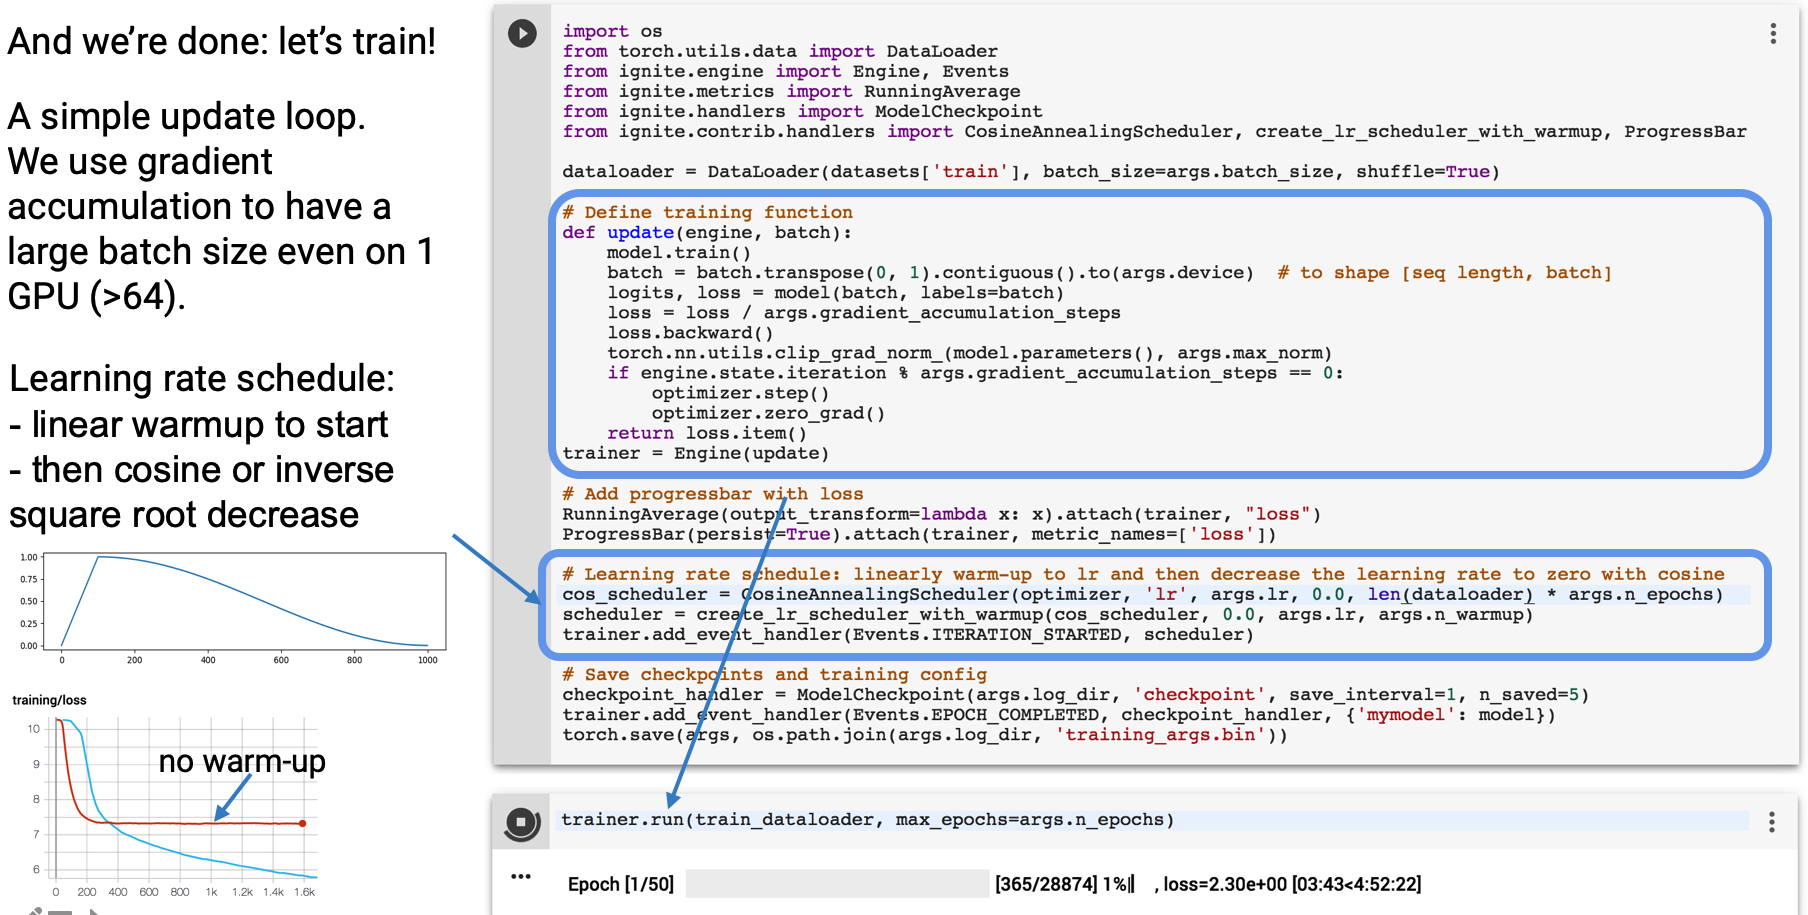 And we're done: let's train!
A simple update loop.
We use gradient
accumulation to have a
large batch size even on 1
GPU (>64).
Learning rate schedule:
- linear warmup to start
- then cosine or inverse
square root decrease
1.00
0.75
0.50
0.25
0.00
0 200 400 600 800 1000
training/loss
10
9
8
7
6
no warm-up
0 200 400 600 800 1k 1.2k 1.4k 1.6k
import os
from torch.utils.data import DataLoader
from ignite.engine import Engine, Events
from ignite.metrics import RunningAverage
from ignite.handlers import ModelCheckpoint
from ignite.contrib.handlers import CosineAnnealingScheduler, create_lr_scheduler_with_warmup, ProgressBar
dataloader = DataLoader(datasets['train'], batch_size=args.batch_size, shuffle=True)
# Define training function
def update(engine, batch):
    model.train()
    batch = batch.transpose(0, 1).contiguous().to(args.device)  # to shape [seq length, batch]
    logits, loss = model(batch, labels=batch)
    loss = loss / args.gradient_accumulation_steps
    loss.backward()
    torch.nn.utils.clip_grad_norm_(model.parameters(), args.max_norm)
    if engine.state.iteration % args.gradient_accumulation_steps == 0:
        optimizer.step()
        optimizer.zero_grad()
    return loss.item()
trainer = Engine(update)
# Add progressbar with loss
RunningAverage(output_transform=lambda x: x).attach(trainer, "loss")
ProgressBar(persist=True).attach(trainer, metric_names=['loss'])
# Learning rate schedule: linearly warm-up to lr and then decrease the learning rate to zero with cosine
cos_scheduler = CosineAnnealingScheduler(optimizer, 'lr', args.lr, 0.0, len(dataloader) * args.n_epochs)
scheduler = create_lr_scheduler_with_warmup(cos_scheduler, 0.0, args.lr, args.n_warmup)
trainer.add_event_handler(Events.ITERATION_STARTED, scheduler)
# Save checkpoints and training config
checkpoint_handler = ModelCheckpoint(args.log_dir, 'checkpoint', save_interval=1, n_saved=5)
trainer.add_event_handler(Events.EPOCH_COMPLETED, checkpoint_handler, {'mymodel': model})
torch.save(args, os.path.join(args.log_dir, 'training_args.bin'))
trainer.run(train_dataloader, max_epochs=args.n_epochs)
Epoch [1/50] [365/28874] 1%| , loss=2.30e+00 [03:43<4:52:22]